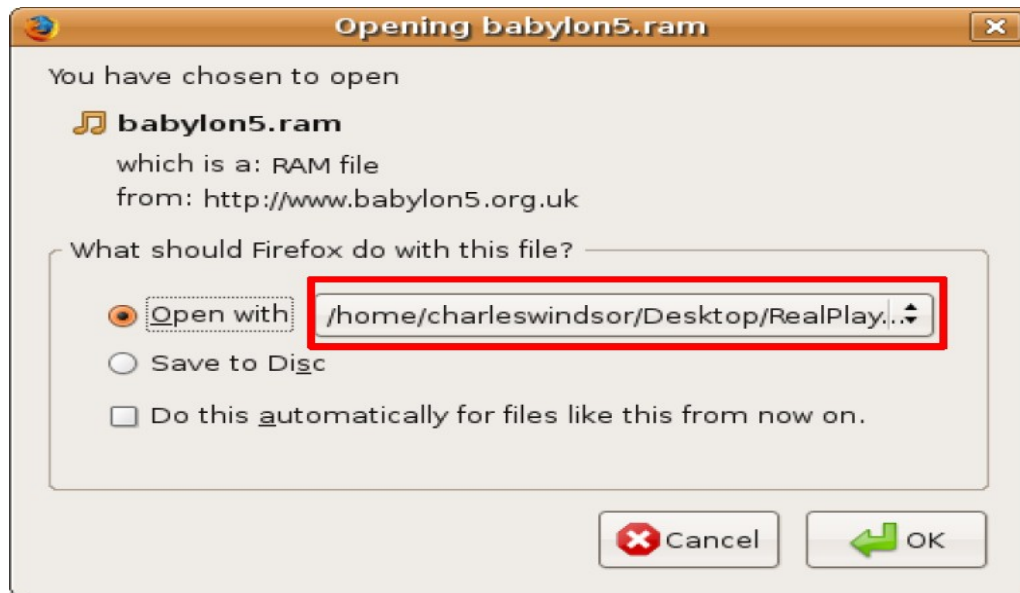 Opening babylon5.ram
You have chosen to open
babylon5.ram
which is a: RAM file
from: http://www.babylon5.org.uk
What should Firefox do with this file?
Open with /home/charleswindsor/Desktop/RealPlay...
Save to Disc
Do this automatically for files like this from now on.
Cancel OK